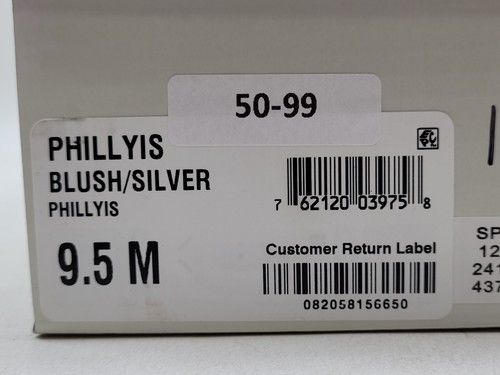 50-99
PHILLYIS
BLUSH/SILVER
PHILLYIS
9.5 M
7 62120 03975 8
Customer Return Label
082058156650
SP
12
241
437